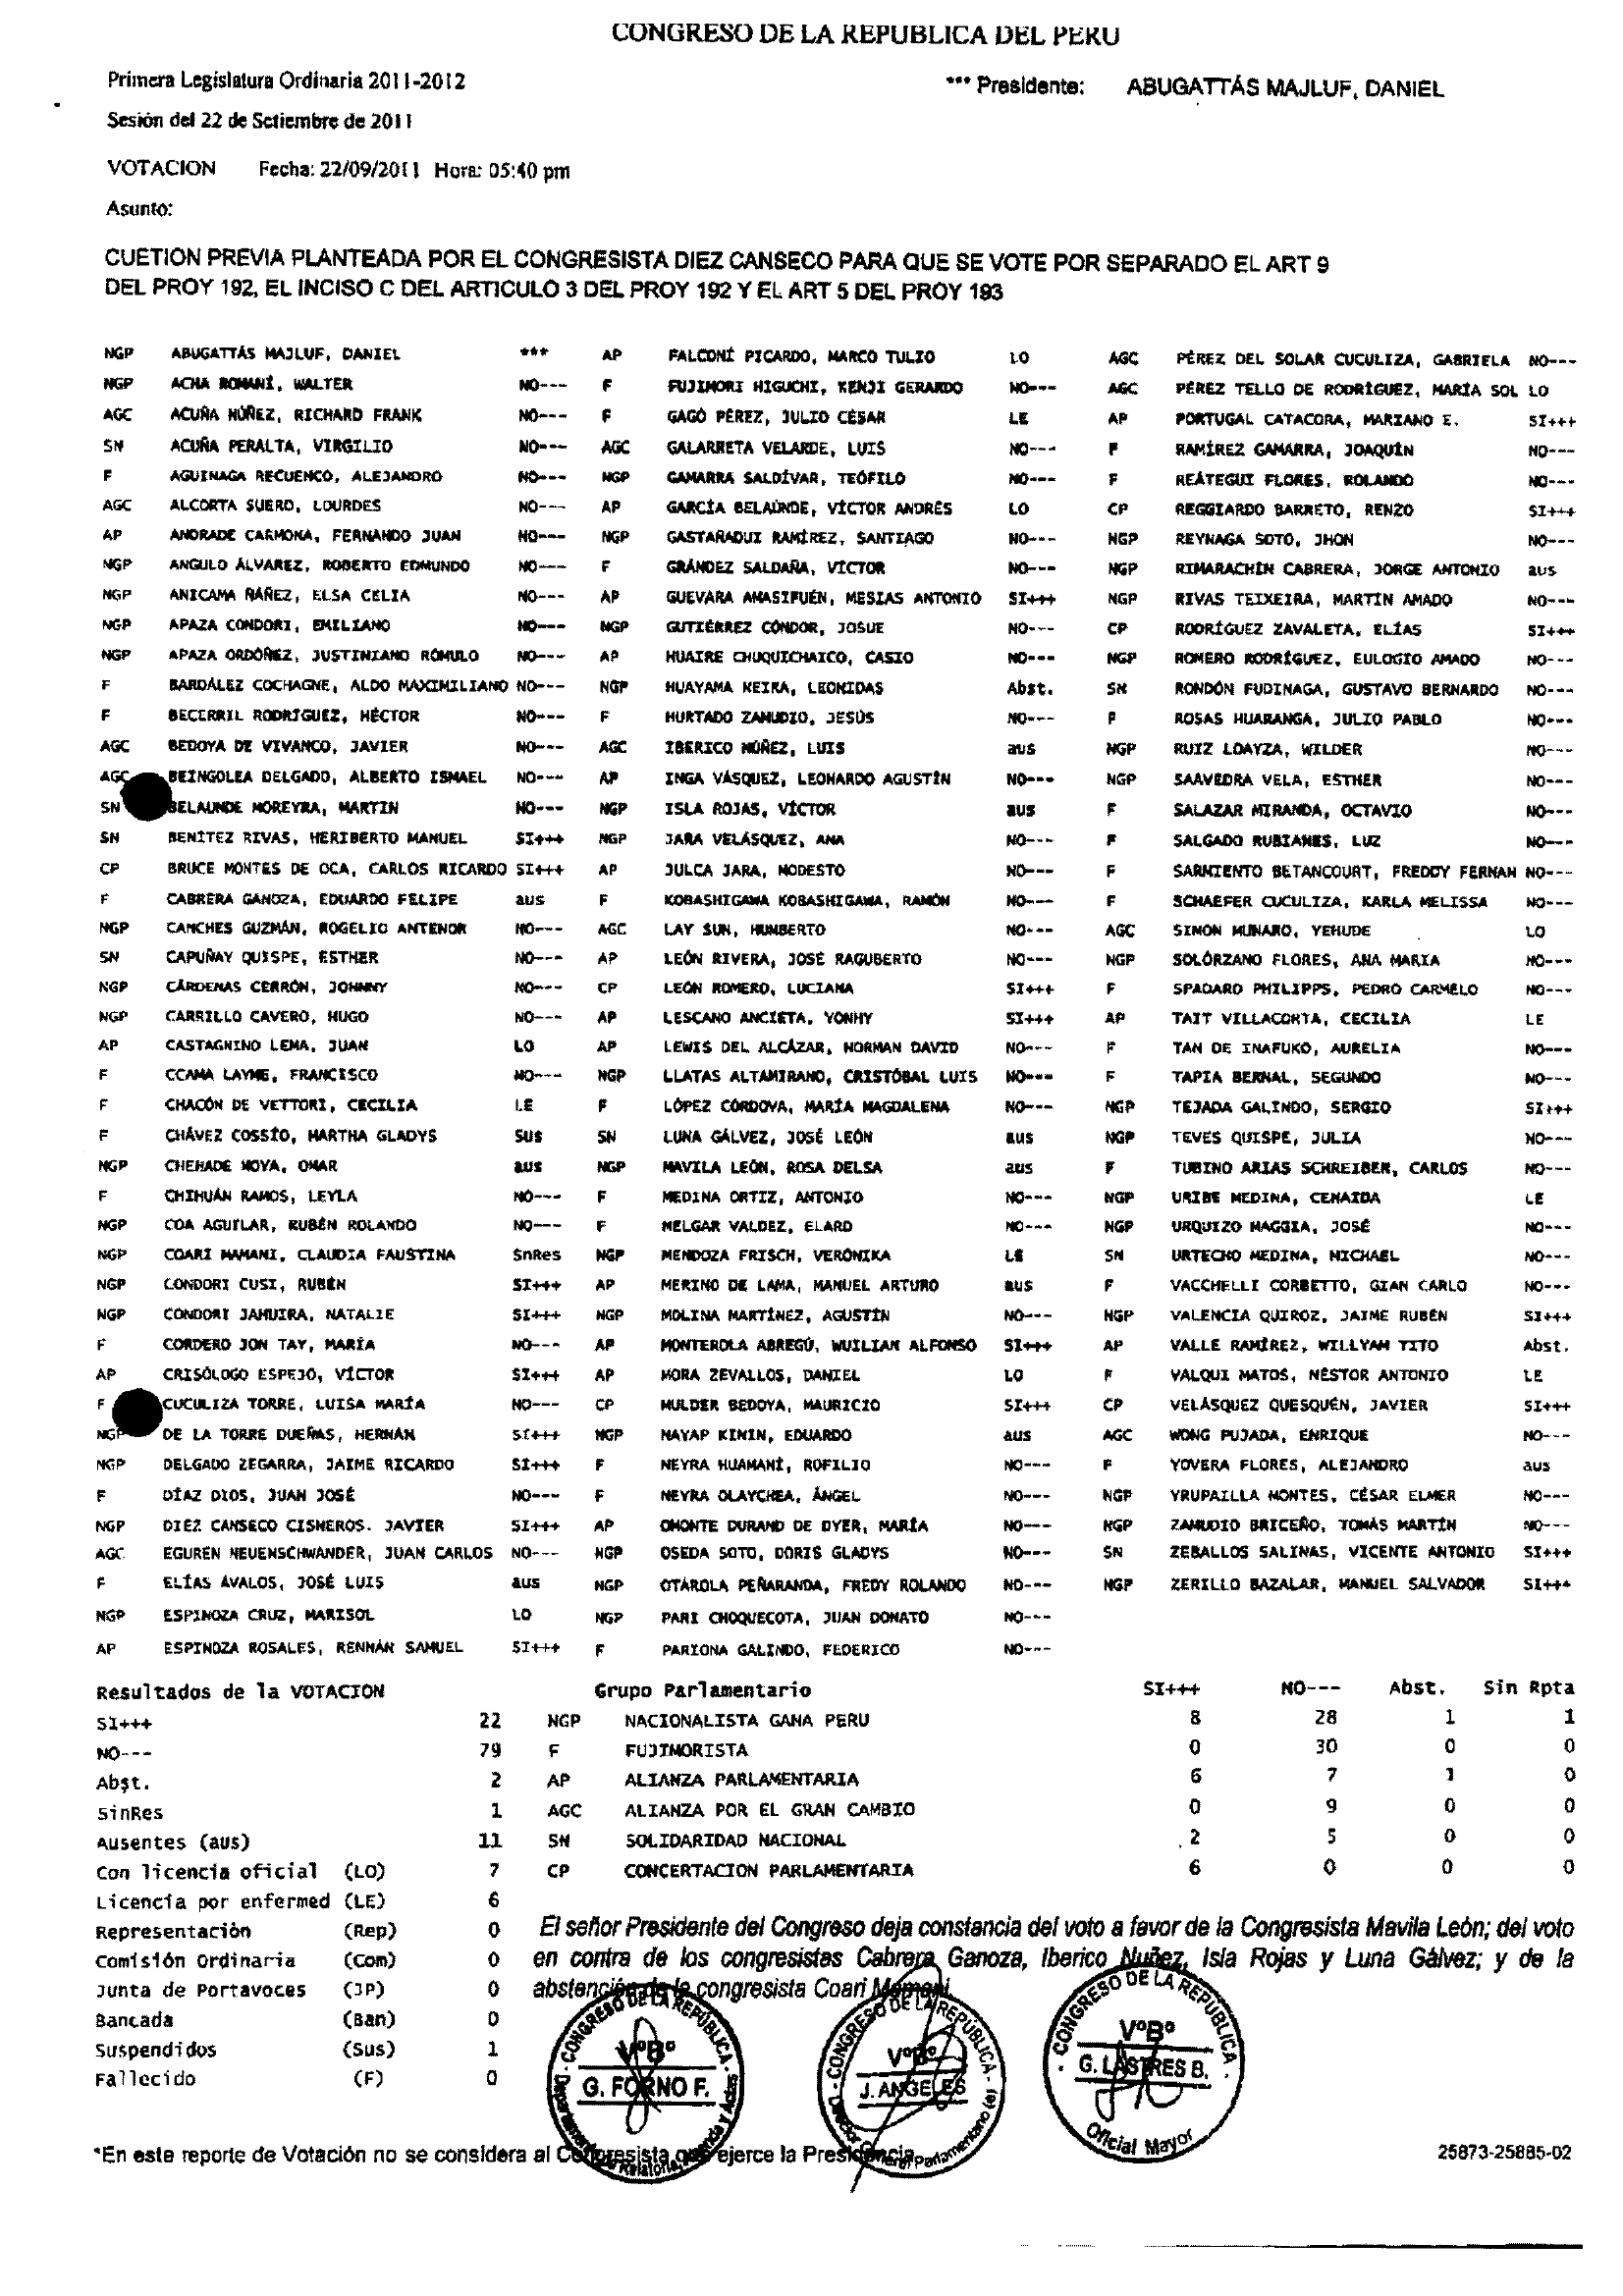 CONGRESO DE LA REPUBLICA DEL PERU
Primera Legislatura Ordinaria 2011-2012 *** Presidente: ABUGATTÁS MAJLUF, DANIEL
Sesión del 22 de Setiembre de 2011
VOTACION Fecha: 22/09/2011 Hora: 05:40 pm
Asunto:
CUETION PREVIA PLANTEADA POR EL CONGRESISTA DIEZ CANSECO PARA QUE SE VOTE POR SEPARADO EL ART 9
DEL PROY 192, EL INCISO C DEL ARTICULO 3 DEL PROY 192 Y EL ART 5 DEL PROY 193
NGP ABUGATTÁS MAJLUF, DANIEL ***
NGP ACHA ROMANÍ, WALTER NO---
AGC ACUÑA NÚÑEZ, RICHARD FRANK NO---
SN ACUÑA PERALTA, VIRGILIO NO---
F AGUINAGA RECUENCO, ALEJANDRO NO---
AGC ALCORTA SUERO, LOURDES NO---
AP ANDRADE CARMONA, FERNANDO JUAN NO---
NGP ANGULO ÁLVAREZ, ROBERTO EDMUNDO NO---
NGP ANICAMA ÑÁÑEZ, ELSA CELIA NO---
NGP APAZA CONDORI, EMILIANO NO---
NGP APAZA ORDÓÑEZ, JUSTINIANO RÓMULO NO---
F BARDÁLEZ COCHAGNE, ALDO MAXIMILIANO NO---
F BECERRIL RODRÍGUEZ, HÉCTOR NO---
AGC BEDOYA DE VIVANCO, JAVIER NO---
AGC BEINGOLEA DELGADO, ALBERTO ISMAEL NO---
SN BELAUNDE MOREYRA, MARTIN NO---
SN BENÍTEZ RIVAS, HERIBERTO MANUEL SI+++
CP BRUCE MONTES DE OCA, CARLOS RICARDO SI+++
F CABRERA GANOZA, EDUARDO FELIPE aus
NGP CANCHES GUZMÁN, ROGELIO ANTENOR NO---
SN CAPUÑAY QUISPE, ESTHER NO---
NGP CÁRDENAS CERRÓN, JOHNNY NO---
NGP CARRILLO CAVERO, HUGO NO---
AP CASTAGNINO LEMA, JUAN LO
F CCAMA LAYME, FRANCISCO NO---
F CHACÓN DE VETTORI, CECILIA LE
F CHÁVEZ COSSÍO, MARTHA GLADYS Sus
NGP CHEHADE MOYA, OMAR aus
F CHIHUÁN RAMOS, LEYLA NO---
NGP COA AGUILAR, RUBÉN ROLANDO NO---
NGP COARI MAMANI, CLAUDIA FAUSTINA SnRes
NGP CONDORI CUSI, RUBÉN SI+++
NGP CONDORI JAHUIRA, NATALIE SI+++
F CORDERO JON TAY, MARÍA NO---
AP CRISÓLOGO ESPEJO, VÍCTOR SI+++
F CUCULIZA TORRE, LUISA MARÍA NO---
NGP DE LA TORRE DUEÑAS, HERNÁN SI+++
NGP DELGADO ZEGARRA, JAIME RICARDO SI+++
F DÍAZ DIOS, JUAN JOSÉ NO---
NGP DIEZ CANSECO CISNEROS. JAVIER SI+++
AGC EGUREN NEUENSCHWANDER, JUAN CARLOS NO---
F ELÍAS ÁVALOS, JOSÉ LUIS aus
NGP ESPINOZA CRUZ, MARISOL LO
AP ESPINOZA ROSALES, RENNÁN SAMUEL SI+++
AP FALCONÍ PICARDO, MARCO TULIO LO
F FUJIMORI HIGUCHI, KENJI GERARDO NO---
F GAGÓ PÉREZ, JULIO CÉSAR LE
AGC GALARRETA VELARDE, LUIS NO---
NGP GAMARRA SALDÍVAR, TEÓFILO NO---
AP GARCÍA BELAÚNDE, VÍCTOR ANDRÉS LO
NGP GASTAÑADUI RAMÍREZ, SANTIAGO NO---
F GRÁNDEZ SALDAÑA, VÍCTOR NO---
AP GUEVARA AMASIFUÉN, MESIAS ANTONIO SI+++
NGP GUTIÉRREZ CÓNDOR, JOSUE NO---
AP HUAIRE CHUQUICHAICO, CASIO NO---
NGP HUAYAMA NEIRA, LEONIDAS Abst.
F HURTADO ZAMUDIO, JESÚS NO---
AGC IBERICO NÚÑEZ, LUIS aus
AP INGA VÁSQUEZ, LEONARDO AGUSTÍN NO---
NGP ISLA ROJAS, VÍCTOR aus
NGP JARA VELÁSQUEZ, ANA NO---
AP JULCA JARA, MODESTO NO---
F KOBASHIGAWA KOBASHIGAWA, RAMÓN NO---
AGC LAY SUN, HUMBERTO NO---
AP LEÓN RIVERA, JOSÉ RAGUBERTO NO---
CP LEÓN ROMERO, LUCIANA SI+++
AP LESCANO ANCIETA, YONHY SI+++
AP LEWIS DEL ALCÁZAR, NORMAN DAVID NO---
NGP LLATAS ALTAMIRANO, CRISTÓBAL LUIS NO---
F LÓPEZ CÓRDOVA, MARÍA MAGDALENA NO---
SN LUNA GÁLVEZ, JOSÉ LEÓN aus
NGP MAVILA LEÓN, ROSA DELSA aus
F MEDINA ORTIZ, ANTONIO NO---
F MELGAR VALDEZ, ELARD NO---
NGP MENDOZA FRISCH, VERÓNIKA LE
AP MERINO DE LAMA, MANUEL ARTURO aus
NGP MOLINA MARTÍNEZ, AGUSTÍN NO---
AP MONTEROLA ABREGÚ, WUILIAN ALFONSO SI+++
AP MORA ZEVALLOS, DANIEL LO
CP MULDER BEDOYA, MAURICIO SI+++
NGP NAYAP KININ, EDUARDO aus
F NEYRA HUAMANÍ, ROFILIO NO---
F NEYRA OLAYCHEA, ÁNGEL NO---
AP OMONTE DURAND DE DYER, MARÍA NO---
NGP OSEDA SOTO, DORIS GLADYS NO---
NGP OTÁROLA PEÑARANDA, FREDY ROLANDO NO---
NGP PARI CHOQUECOTA, JUAN DONATO NO---
F PARIONA GALINDO, FEDERICO NO---
AGC PÉREZ DEL SOLAR CUCULIZA, GABRIELA NO---
AGC PÉREZ TELLO DE RODRÍGUEZ, MARÍA SOL LO
AP PORTUGAL CATACORA, MARIANO E. SI+++
F RAMÍREZ GAMARRA, JOAQUÍN NO---
F REÁTEGUI FLORES, ROLANDO NO---
CP REGGIARDO BARRETO, RENZO SI+++
NGP REYNAGA SOTO, JHON NO---
NGP RIMARACHÍN CABRERA, JORGE ANTONIO aus
NGP RIVAS TEIXEIRA, MARTÍN AMADO NO---
CP RODRÍGUEZ ZAVALETA, ELÍAS SI+++
NGP ROMERO RODRÍGUEZ, EULOGIO AMADO NO---
SN RONDÓN FUDINAGA, GUSTAVO BERNARDO NO---
F ROSAS HUARANGA, JULIO PABLO NO---
NGP RUIZ LOAYZA, WILDER NO---
NGP SAAVEDRA VELA, ESTHER NO---
F SALAZAR MIRANDA, OCTAVIO NO---
F SALGADO RUBIANES, LUZ NO---
F SARMIENTO BETANCOURT, FREDDY FERNAN NO---
F SCHAEFER CUCULIZA, KARLA MELISSA NO---
AGC SIMON MUNARO, YEHUDE LO
NGP SOLÓRZANO FLORES, ANA MARIA NO---
F SPADARO PHILIPPS, PEDRO CARMELO NO---
AP TAIT VILLACORTA, CECILIA LE
F TAN DE INAFUKO, AURELIA NO---
F TAPIA BERNAL, SEGUNDO NO---
NGP TEJADA GALINDO, SERGIO SI+++
NGP TEVES QUISPE, JULIA NO---
F TUBINO ARIAS SCHREIBER, CARLOS NO---
NGP URIBE MEDINA, CENAIDA LE
NGP URQUIZO MAGGIA, JOSÉ NO---
SN URTECHO MEDINA, MICHAEL NO---
F VACCHELLI CORBETTO, GIAN CARLO NO---
NGP VALENCIA QUIROZ, JAIME RUBÉN SI+++
AP VALLE RAMÍREZ, WILLYAM TITO Abst.
F VALQUI MATOS, NÉSTOR ANTONIO LE
CP VELÁSQUEZ QUESQUÉN, JAVIER SI+++
AGC WONG PUJADA, ENRIQUE NO---
F YOVERA FLORES, ALEJANDRO aus
NGP YRUPAILLA MONTES, CÉSAR ELMER NO---
NGP ZAMUDIO BRICEÑO, TOMÁS MARTÍN NO---
SN ZEBALLOS SALINAS, VICENTE ANTONIO SI+++
NGP ZERILLO BAZALAR, MANUEL SALVADOR SI+++
Resultados de la VOTACION
SI+++ 22
NO--- 79
Abst. 2
SinRes 1
Ausentes (aus) 11
Con licencia oficial (LO) 7
Licencia por enfermed (LE) 6
Representación (Rep) 0
Comisión Ordinaria (Com) 0
Junta de Portavoces (JP) 0
Bancada (Ban) 0
Suspendidos (Sus) 1
Fallecido (F) 0
Grupo Parlamentario SI+++ NO--- Abst. Sin Rpta
NGP NACIONALISTA GANA PERU 8 28 1 1
F FUJIMORISTA 0 30 0 0
AP ALIANZA PARLAMENTARIA 6 7 1 0
AGC ALIANZA POR EL GRAN CAMBIO 0 9 0 0
SN SOLIDARIDAD NACIONAL 2 5 0 0
CP CONCERTACION PARLAMENTARIA 6 0 0 0
El señor Presidente del Congreso deja constancia del voto a favor de la Congresista Mavila León; del voto
en contra de los congresistas Cabrera Ganoza, Iberico Nuñez, Isla Rojas y Luna Gálvez; y de la
abstención de la congresista Coari Mamani.
CONGRESO DE LA REPÚBLICA
VºBº
G. FORNO F.
CONGRESO DE LA REPÚBLICA
VºBº
J. ANGELES
Director General Parlamentario (e)
CONGRESO DE LA REPÚBLICA
VºBº
G. LASTRES B.
Oficial Mayor
*En este reporte de Votación no se considera al Congresista que ejerce la Presidencia
25873-25885-02